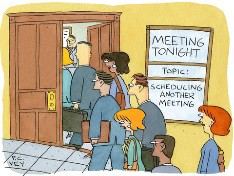 MEETING
TONIGHT
TOPIC:
SCHEDULING
ANOTHER
MEETING